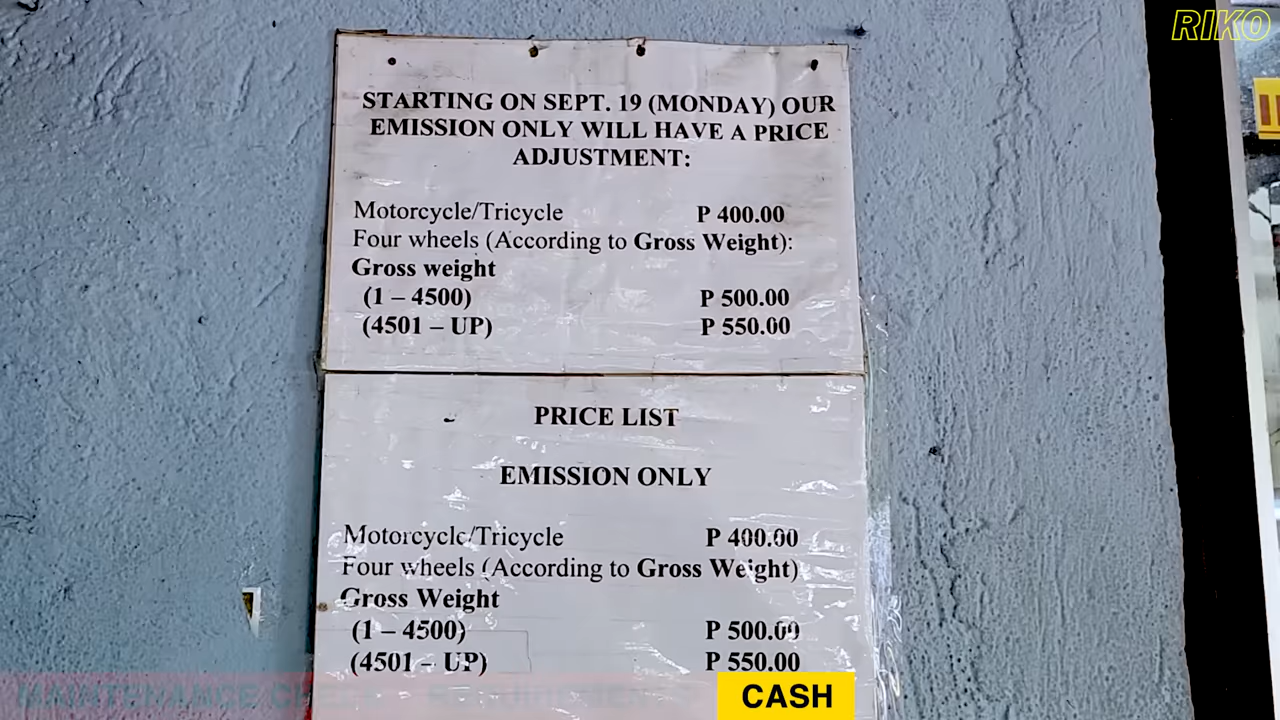 RIKO
STARTING ON SEPT. 19 (MONDAY) OUR
EMISSION ONLY WILL HAVE A PRICE
ADJUSTMENT:
Motorcycle/Tricycle P 400.00
Four wheels (According to Gross Weight):
Gross weight
(1 – 4500) P 500.00
(4501 – UP) P 550.00
PRICE LIST
EMISSION ONLY
Motorcycle/Tricycle P 400.00
Four wheels (According to Gross Weight)
Gross Weight
(1 – 4500) P 500.00
(4501 – UP) P 550.00
MAINTENANCE
CASH